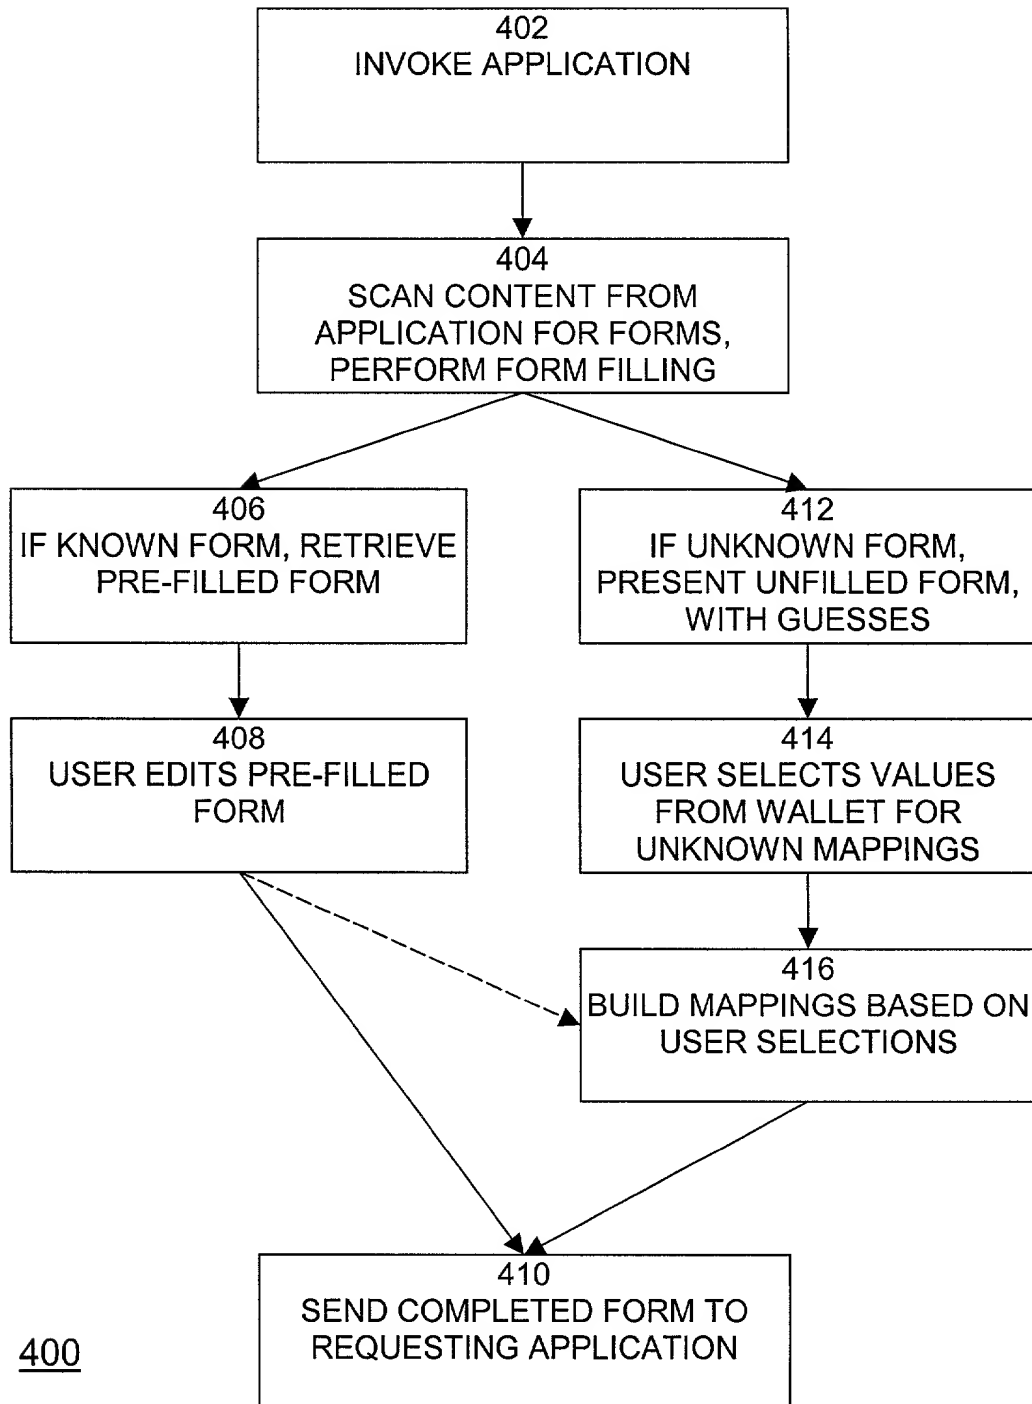 402
INVOKE APPLICATION
404
SCAN CONTENT FROM
APPLICATION FOR FORMS,
PERFORM FORM FILLING
406
IF KNOWN FORM, RETRIEVE
PRE-FILLED FORM
412
IF UNKNOWN FORM,
PRESENT UNFILLED FORM,
WITH GUESSES
408
USER EDITS PRE-FILLED
FORM
414
USER SELECTS VALUES
FROM WALLET FOR
UNKNOWN MAPPINGS
416
BUILD MAPPINGS BASED ON
USER SELECTIONS
410
SEND COMPLETED FORM TO
REQUESTING APPLICATION
400